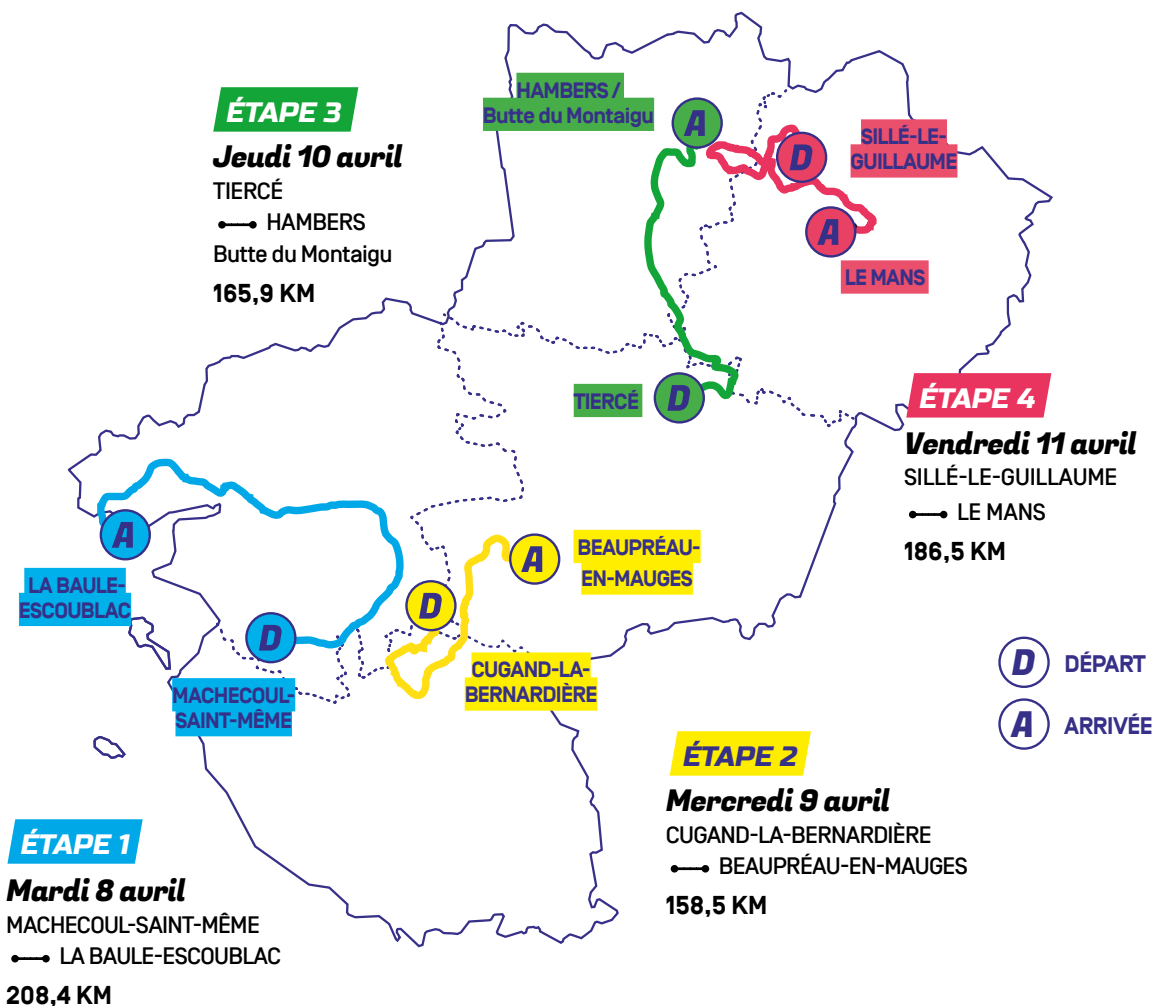 HAMBERS /
Butte du Montaigu
A
SILLÉ-LE-
GUILLAUME
D
A
LE MANS
ÉTAPE 3
Jeudi 10 avril
TIERCÉ
HAMBERS
Butte du Montaigu
165,9 KM
TIERCÉ
D
ÉTAPE 4
Vendredi 11 avril
SILLÉ-LE-GUILLAUME
LE MANS
186,5 KM
A
LA BAULE-
ESCOUBLAC
D
MACHECOUL-
SAINT-MÊME
A
BEAUPRÉAU-
EN-MAUGES
D
CUGAND-LA-
BERNARDIÈRE
D DÉPART
A ARRIVÉE
ÉTAPE 2
Mercredi 9 avril
CUGAND-LA-BERNARDIÈRE
BEAUPRÉAU-EN-MAUGES
158,5 KM
ÉTAPE 1
Mardi 8 avril
MACHECOUL-SAINT-MÊME
LA BAULE-ESCOUBLAC
208,4 KM